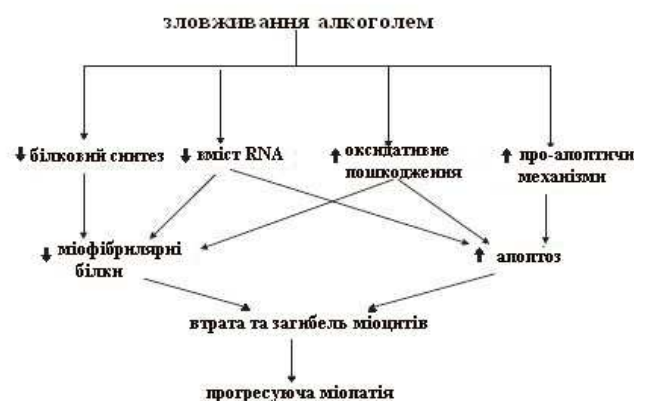 зловживання алкоголем
білковий синтез
вміст RNA
оксидативне
пошкодження
про-апоптичи
механізми
міофібрилярні
білки
апоптоз
втрата та загибель міоцитів
прогресуюча міопатія